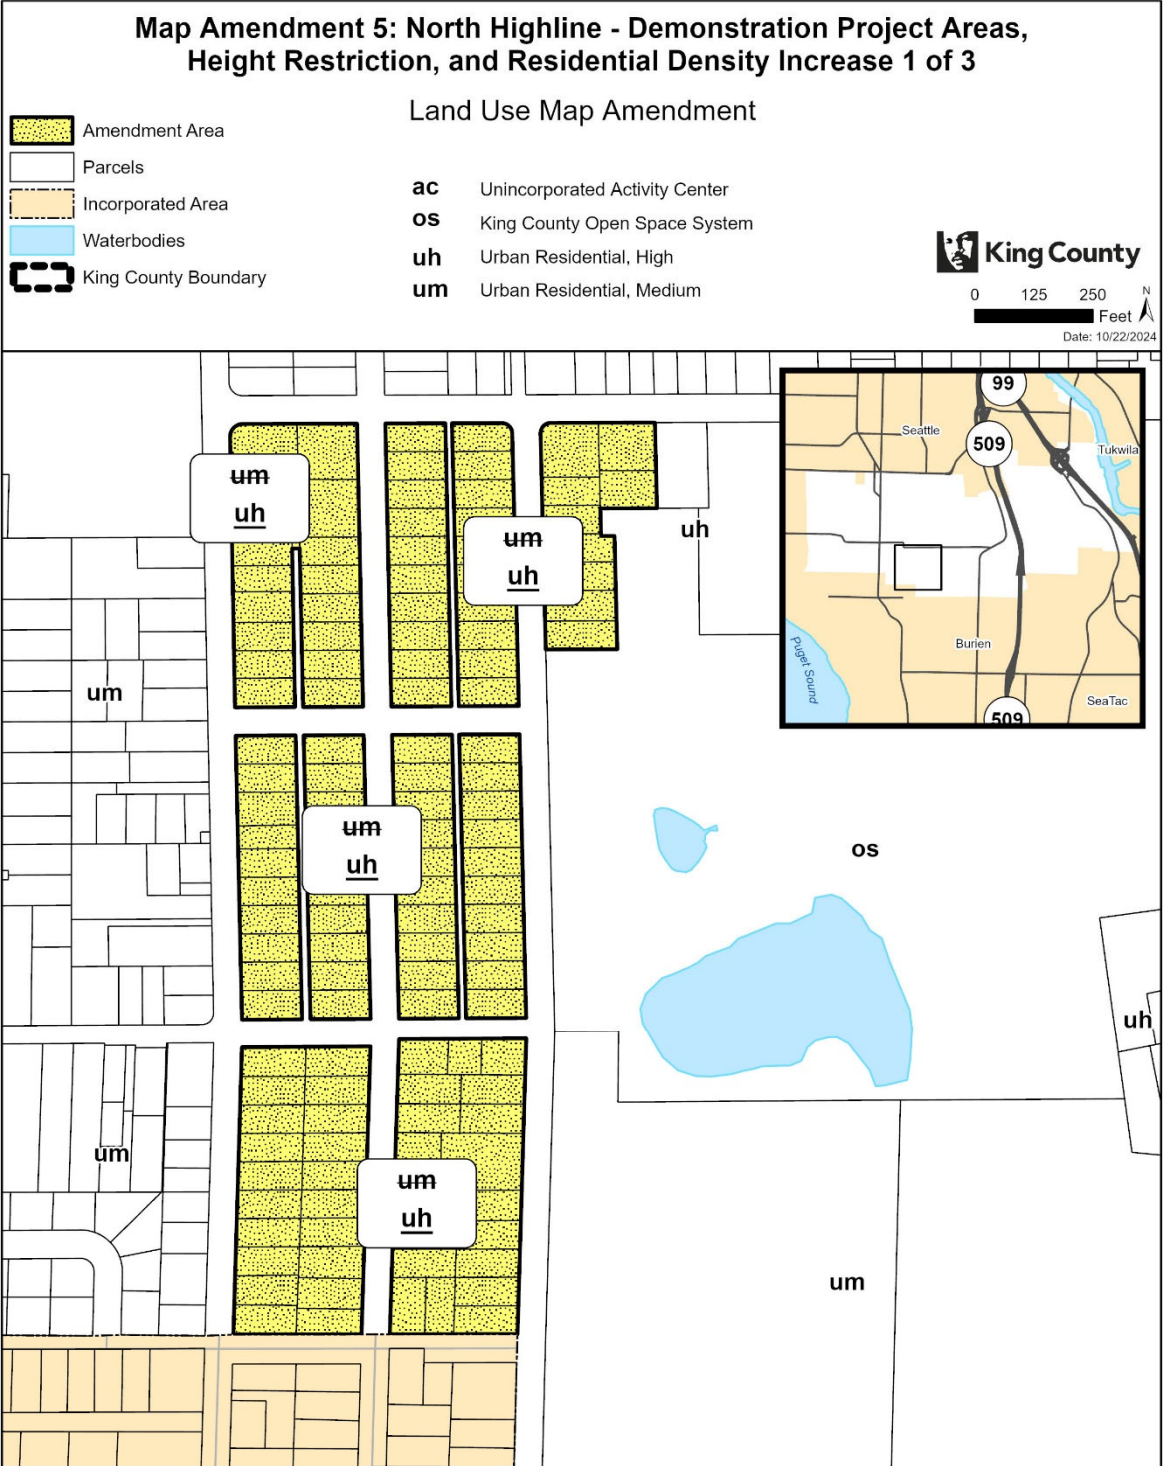 Map Amendment 5: North Highline - Demonstration Project Areas,
Height Restriction, and Residential Density Increase 1 of 3
Land Use Map Amendment
Amendment Area
Parcels
Incorporated Area
Waterbodies
King County Boundary
ac Unincorporated Activity Center
os King County Open Space System
uh Urban Residential, High
um Urban Residential, Medium
King County
0 125 250
Feet
N
Date: 10/22/2024
99
Seattle
509
Tukwila
Burien
Puget Sound
SeaTac
509
um
uh
um
uh
uh
um
um
uh
os
uh
um
um
uh
um